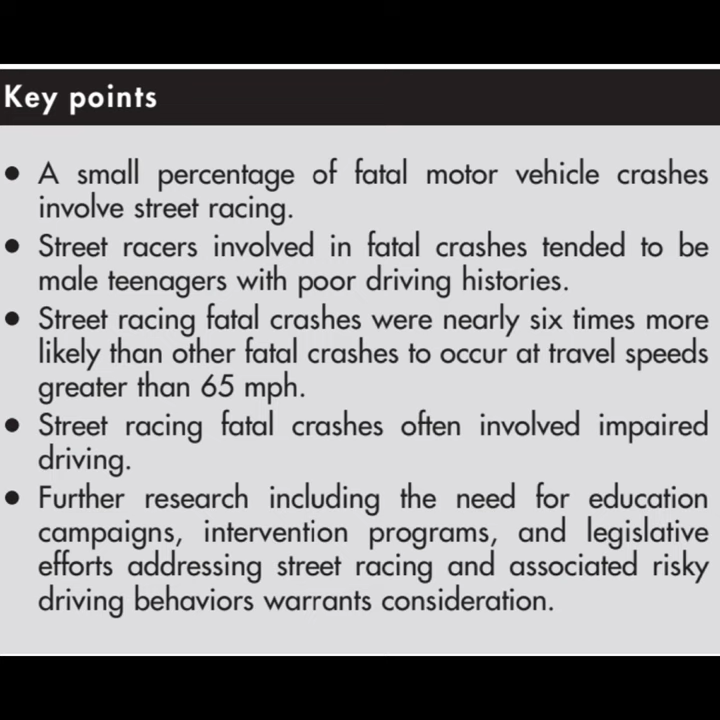 Key points
● A small percentage of fatal motor vehicle crashes
involve street racing.
● Street racers involved in fatal crashes tended to be
male teenagers with poor driving histories.
● Street racing fatal crashes were nearly six times more
likely than other fatal crashes to occur at travel speeds
greater than 65 mph.
● Street racing fatal crashes often involved impaired
driving.
● Further research including the need for education
campaigns, intervention programs, and legislative
efforts addressing street racing and associated risky
driving behaviors warrants consideration.